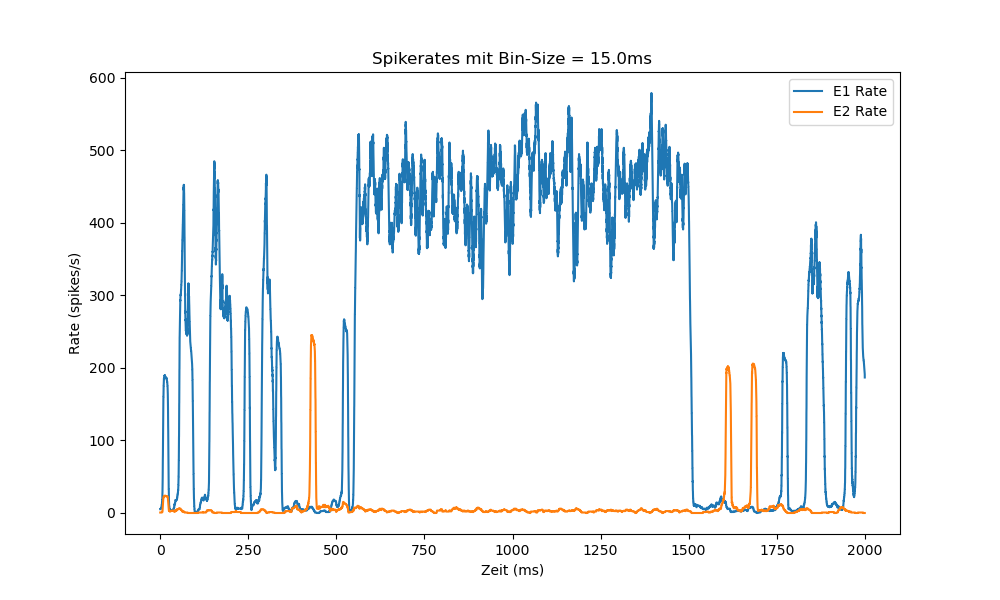 Spikerates mit Bin-Size = 15.0ms
E1 Rate
E2 Rate
600
500
400
300
200
100
0
Rate (spikes/s)
0 250 500 750 1000 1250 1500 1750 2000
Zeit (ms)